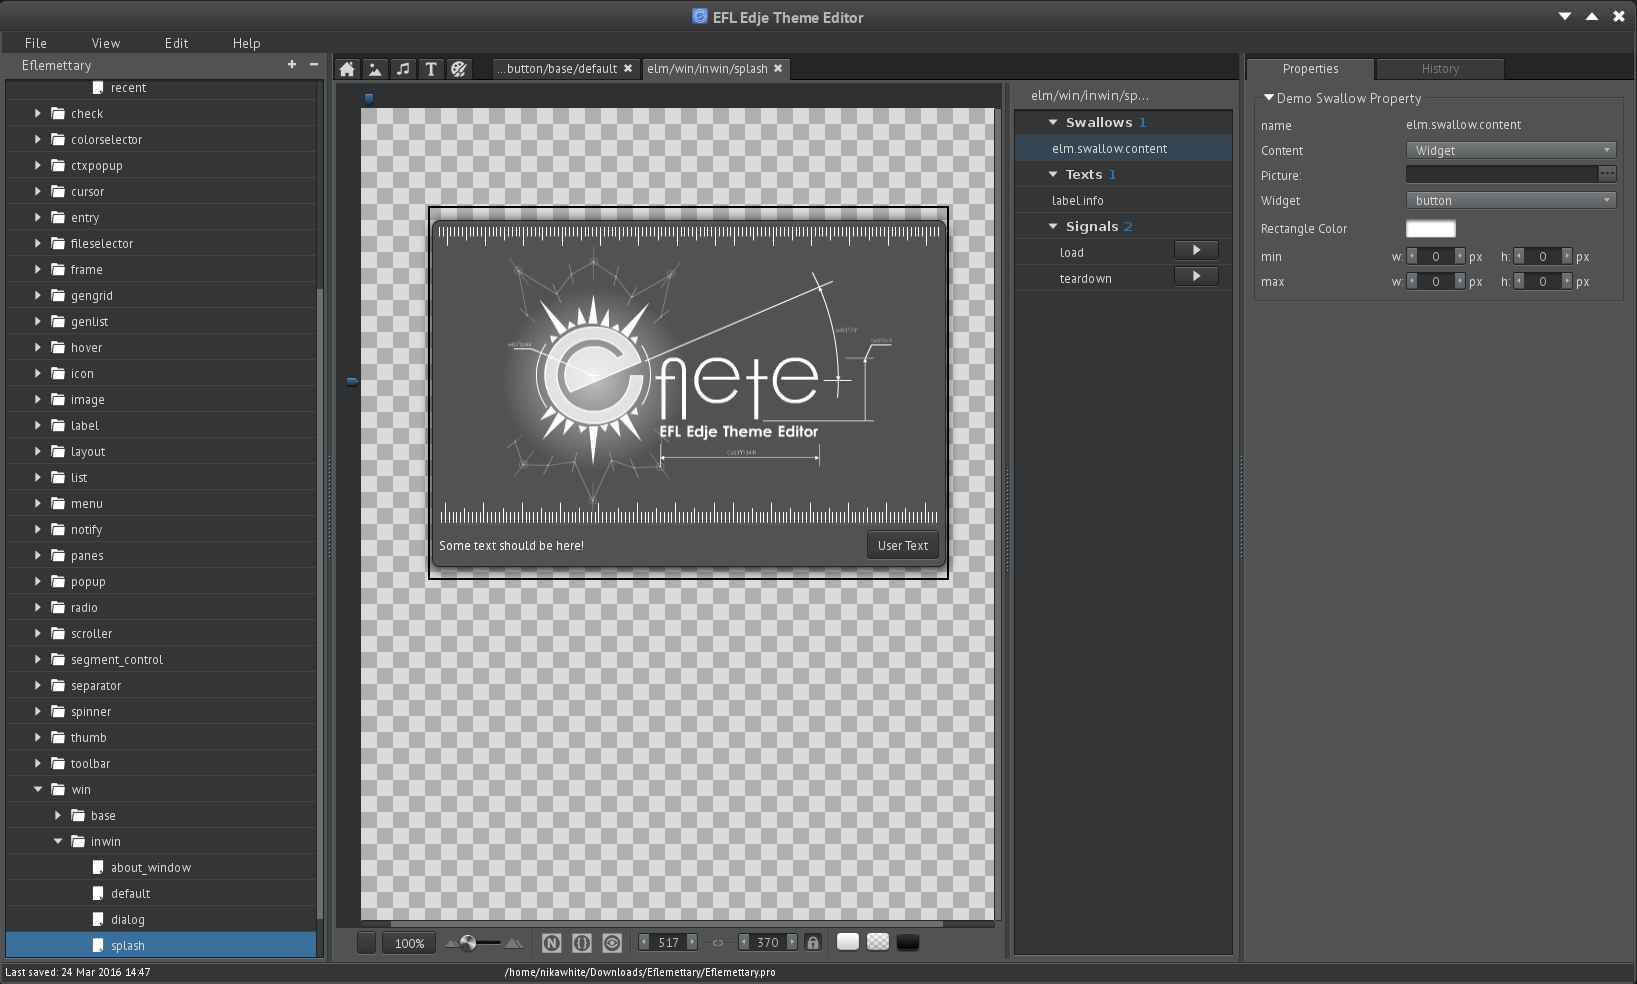 EFL Edje Theme Editor
File View Edit Help
Eflemettary
recent
check
colorselector
ctxpopup
cursor
entry
fileselector
frame
gengrid
genlist
hover
icon
image
label
layout
list
menu
notify
panes
popup
radio
scroller
segment_control
separator
spinner
thumb
toolbar
win
base
inwin
about_window
default
dialog
splash
...button/base/default
elm/win/inwin/splash
eflete
EFL Edje Theme Editor
Some text should be here!
User Text
100%
N
517
370
elm/win/inwin/sp...
Swallows 1
elm.swallow.content
Texts 1
label.info
Signals 2
load
teardown
Properties
History
Demo Swallow Property
name elm.swallow.content
Content Widget
Picture:
Widget button
Rectangle Color
min w: 0 px h: 0 px
max w: 0 px h: 0 px
Last saved: 24 Mar 2016 14:47
/home/nikawhite/Downloads/Eflemettary/Eflemettary.pro